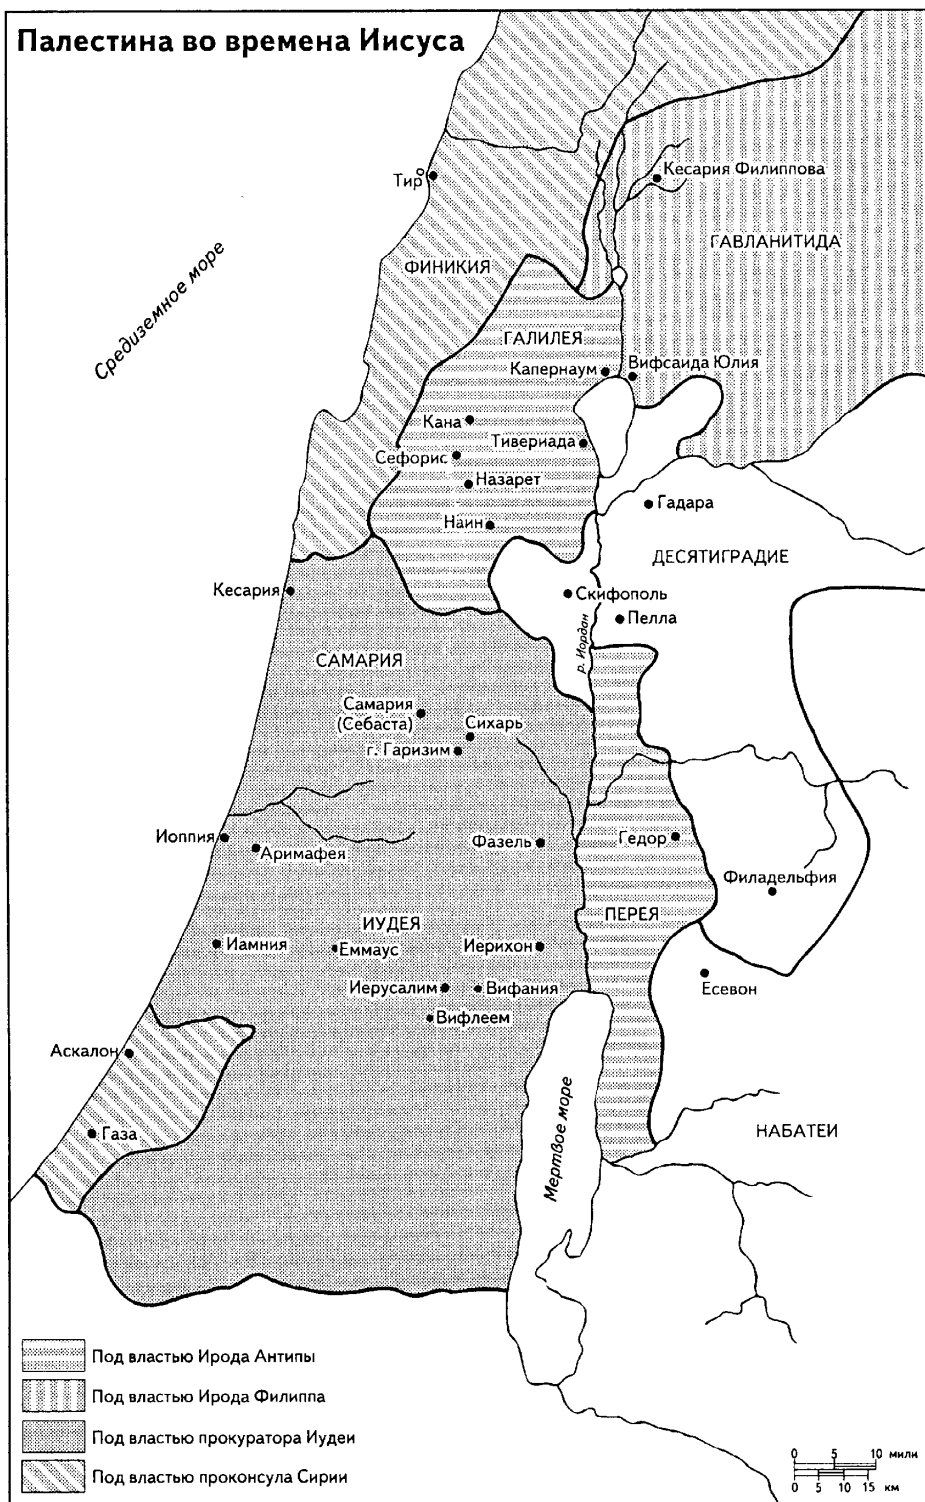 Палестина во времена Иисуса
Тир
Кесария Филиппова
ГАВЛАНИТИДА
Средиземное море
ФИНИКИЯ
ГАЛИЛЕЯ
Капернаум
Вифсаида Юлия
Кана
Тивериада
Сефорис
Назарет
Гадара
Наин
ДЕСЯТИГРАДИЕ
Кесария
Скифополь
Пелла
р. Иордан
САМАРИЯ
Самария
(Себаста)
Сихарь
г. Гаризим
Иоппия
Аримафея
Фазель
Гедор
Филадельфия
ИУДЕЯ
ПЕРЕЯ
Иамния
Еммаус
Иерихон
Иерусалим
Вифания
Есевон
Вифлеем
Аскалон
Мертвое море
Газа
НАБАТЕИ
Под властью Ирода Антипы
Под властью Ирода Филиппа
Под властью прокуратора Иудеи
Под властью проконсула Сирии
0 5 10 мили
0 5 10 15 км